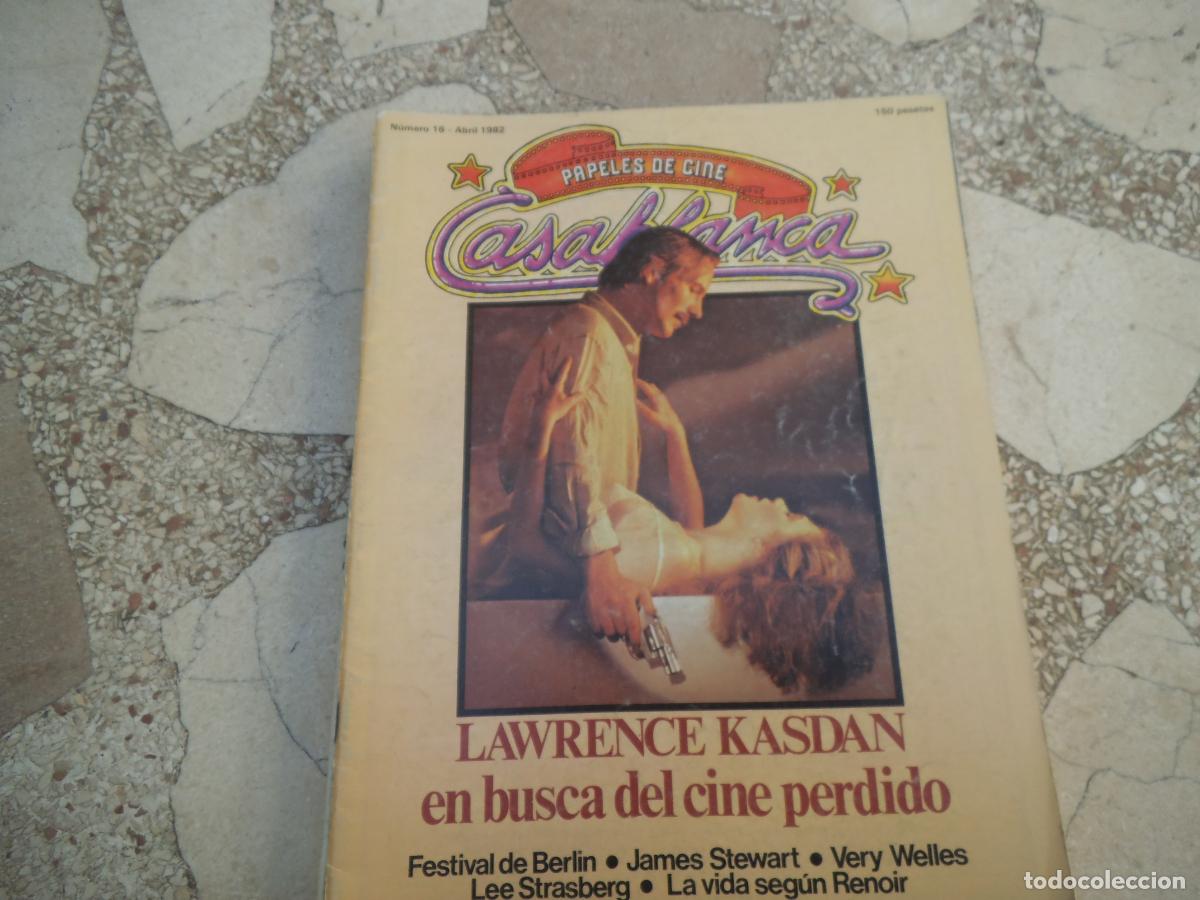 Número 16 - Abril 1982
150 pesetas
PAPELES DE CINE
Casablanca
LAWRENCE KASDAN
en busca del cine perdido
Festival de Berlin • James Stewart • Very Welles
Lee Strasberg • La vida según Renoir
todocoleccion